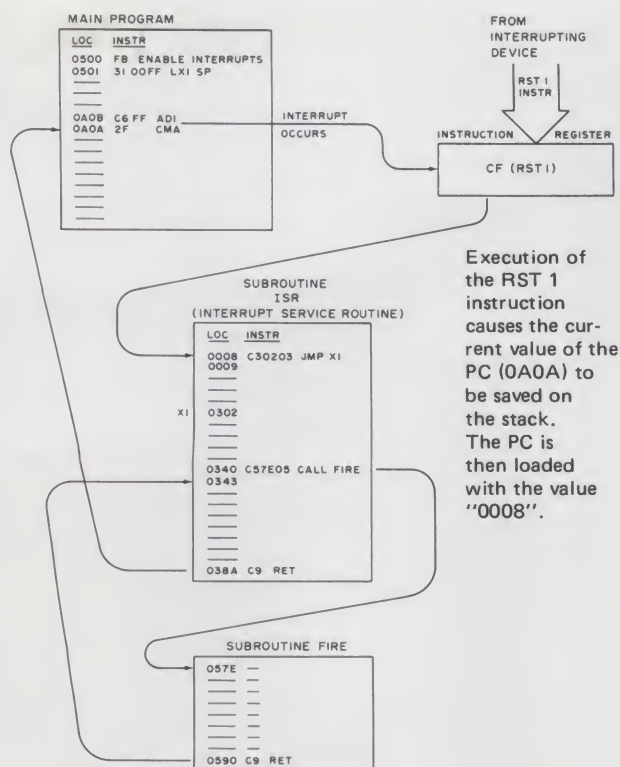 MAIN PROGRAM
LOC INSTR
0500 FB ENABLE INTERRUPTS
0501 31 00FF LXI SP
0A0B C6 FF ADI
0A0A 2F CMA
INTERRUPT
OCCURS
FROM
INTERRUPTING
DEVICE
RST 1
INSTR
INSTRUCTION REGISTER
CF (RST1)
SUBROUTINE
ISR
(INTERRUPT SERVICE ROUTINE)
LOC INSTR
0008 C30203 JMP X1
0009
X1 0302
0340 C57E05 CALL FIRE
0343
038A C9 RET
Execution of
the RST 1
instruction
causes the cur-
rent value of the
PC (0A0A) to
be saved on
the stack.
The PC is
then loaded
with the value
"0008".
SUBROUTINE FIRE
057E
0590 C9 RET